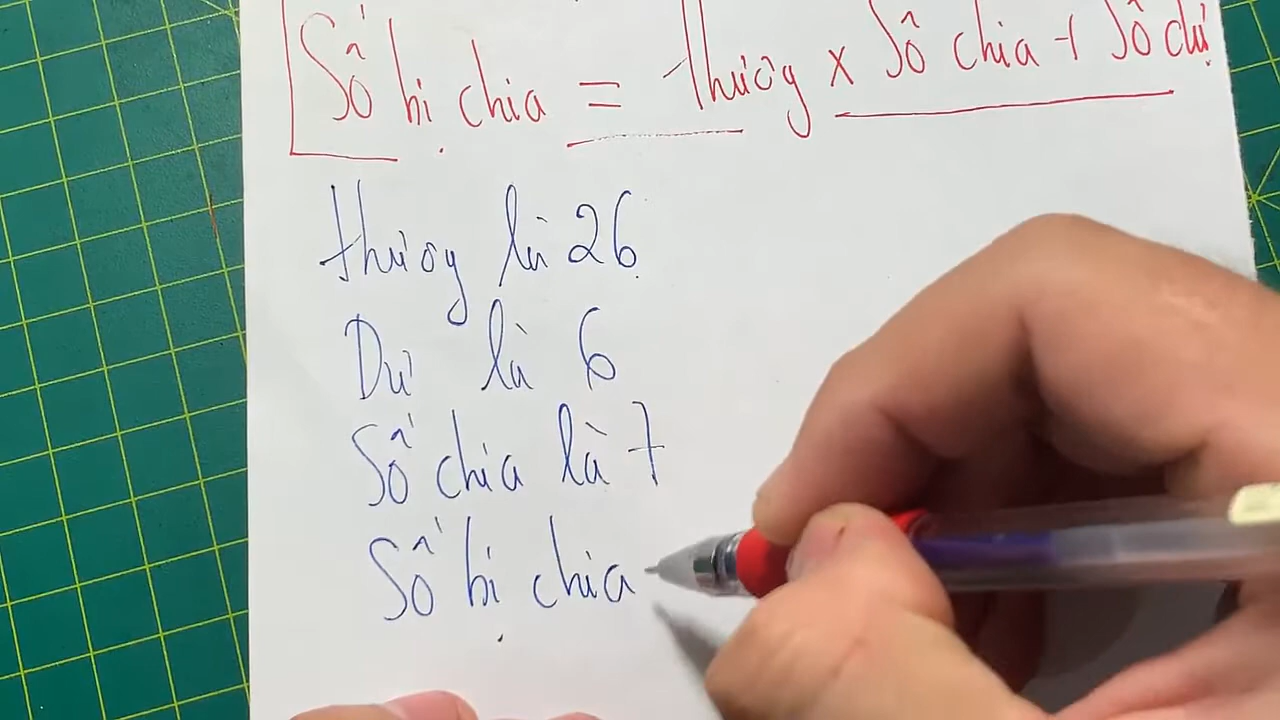 Số bị chia = Thương x Số chia + Số dư
Thương là 26
Dư là 6
Số chia là 7
Số bị chia